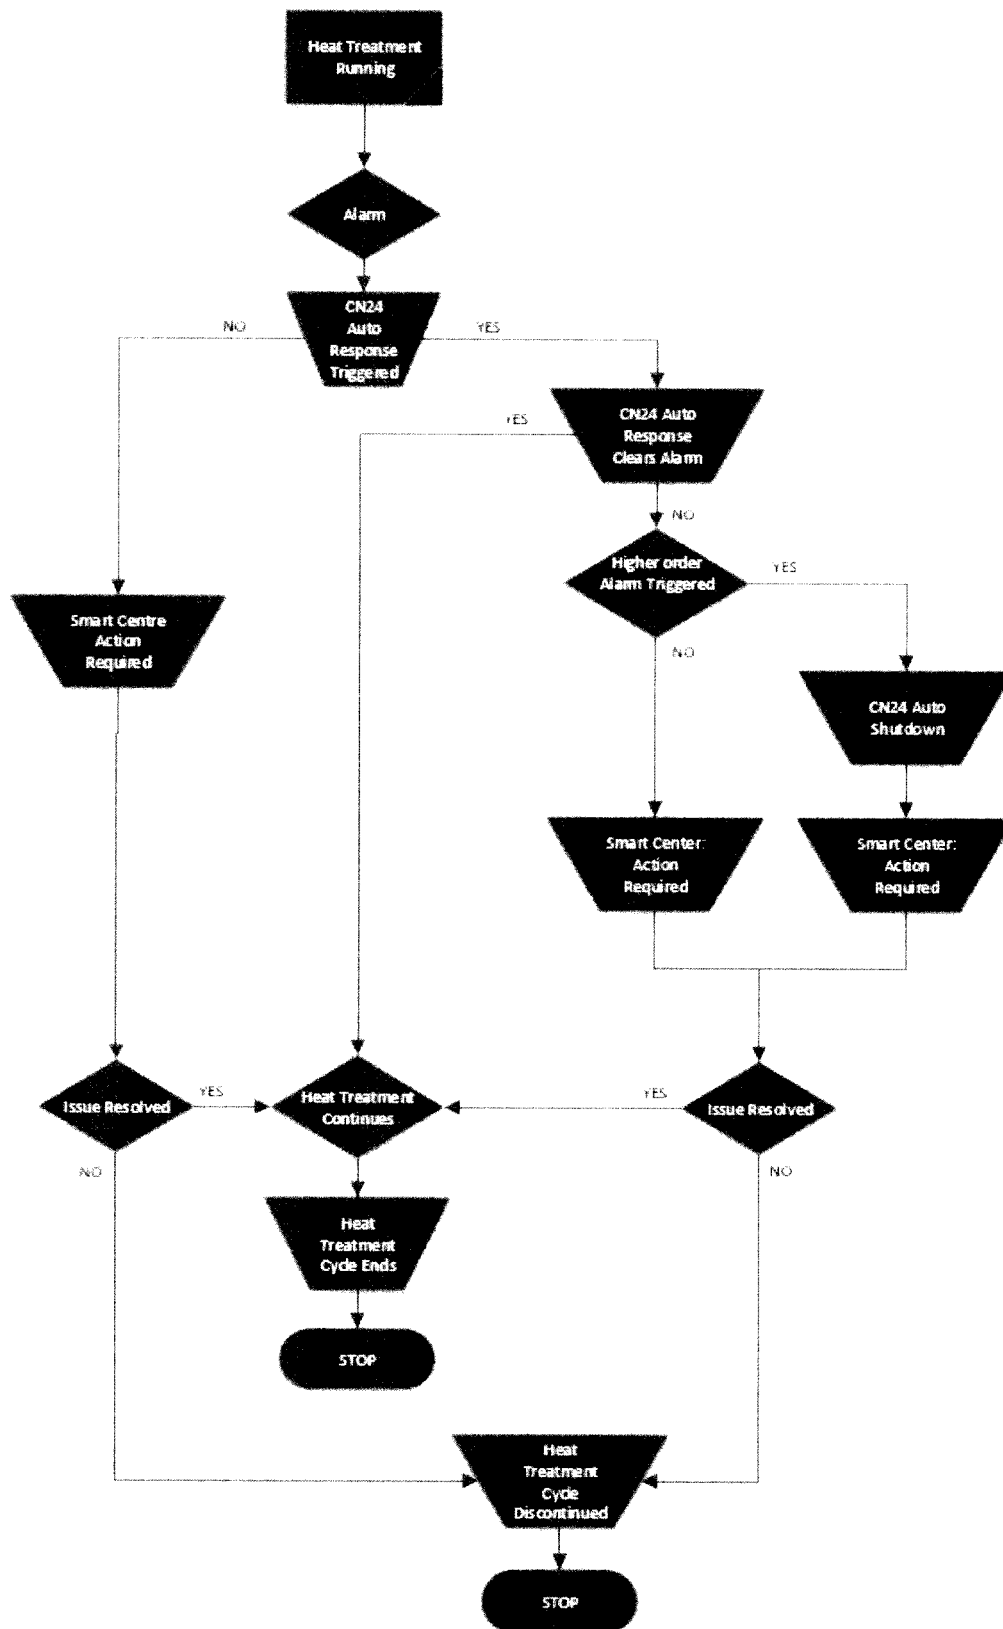 Heat Treatment
Running
Alarm
CN24
Auto
Response
Triggered
NO
YES
CN24 Auto
Response
Clears Alarm
YES
NO
Higher order
Alarm Triggered
YES
NO
Smart Centre
Action
Required
CN24 Auto
Shutdown
Smart Center:
Action
Required
Smart Center:
Action
Required
Issue Resolved
YES
NO
Heat Treatment
Continues
YES
Issue Resolved
NO
Heat
Treatment
Cycle Ends
STOP
Heat
Treatment
Cycle
Discontinued
STOP